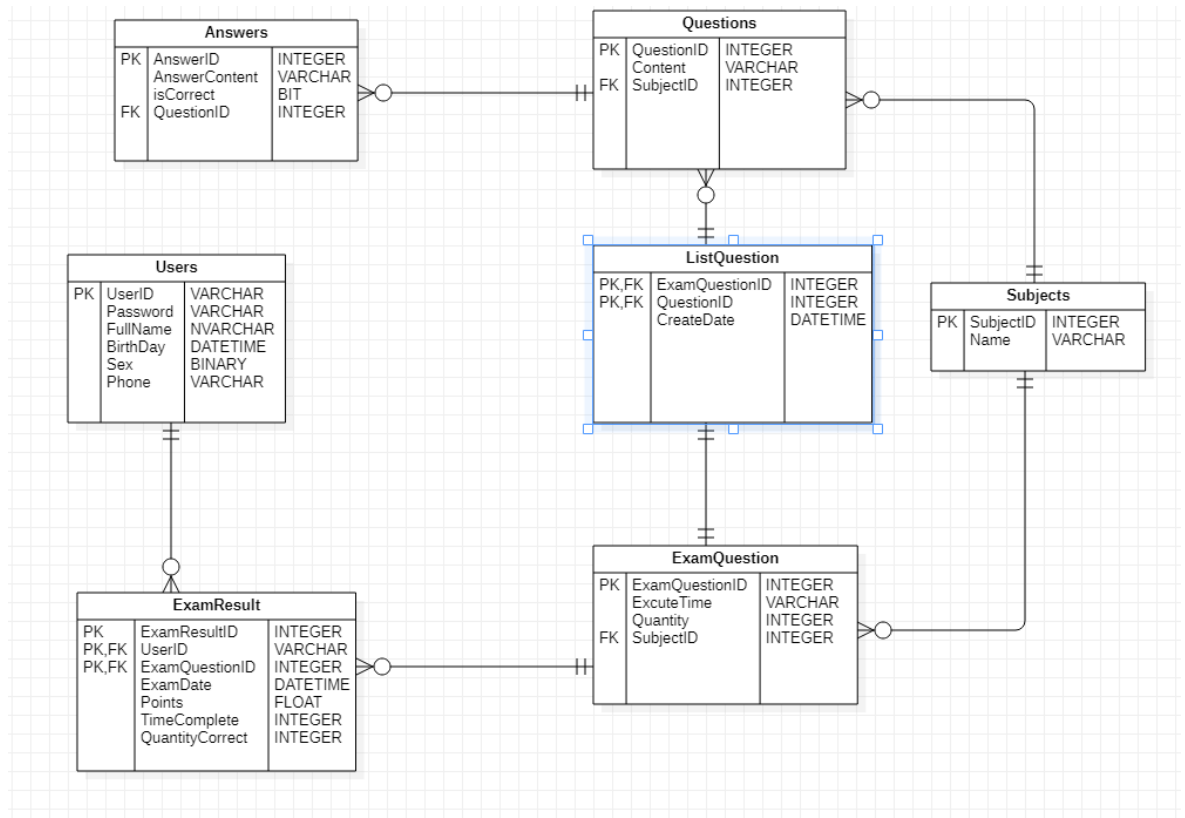 Answers
PK AnswerID INTEGER
AnswerContent VARCHAR
isCorrect BIT
FK QuestionID INTEGER
Questions
PK QuestionID INTEGER
Content VARCHAR
FK SubjectID INTEGER
Users
PK UserID VARCHAR
Password VARCHAR
FullName NVARCHAR
BirthDay DATETIME
Sex BINARY
Phone VARCHAR
ListQuestion
PK,FK ExamQuestionID INTEGER
PK,FK QuestionID INTEGER
CreateDate DATETIME
Subjects
PK SubjectID INTEGER
Name VARCHAR
ExamResult
PK ExamResultID INTEGER
PK,FK UserID VARCHAR
PK,FK ExamQuestionID INTEGER
ExamDate DATETIME
Points FLOAT
TimeComplete INTEGER
QuantityCorrect INTEGER
ExamQuestion
PK ExamQuestionID INTEGER
ExcuteTime VARCHAR
Quantity INTEGER
FK SubjectID INTEGER